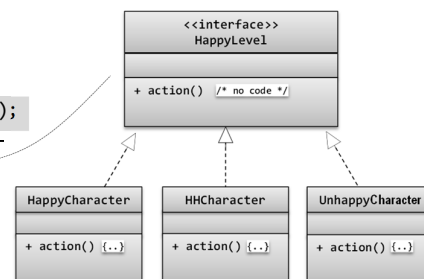 <<interface>>
HappyLevel
);
+ action() /* no code */
HappyCharacter
HHCharacter
UnhappyCharacter
+ action() {..}
+ action() {..}
+ action() {..}